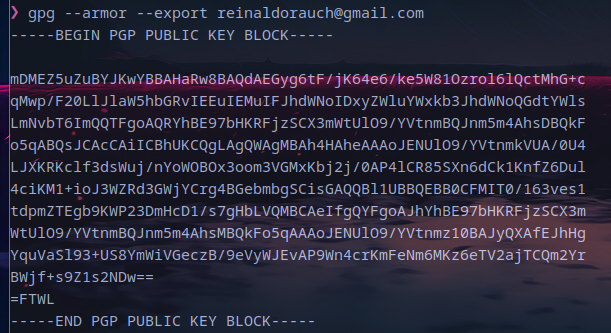 ❯ gpg --armor --export reinaldorauch@gmail.com
-----BEGIN PGP PUBLIC KEY BLOCK-----

mDMEZ5uZuBYJKwYBBAHaRw8BAQdAEGyg6tF/jK64e6/ke5W81Ozrol6lQctMhG+c
qMwp/F20LlJlaW5hbGRvIEEuIEMuIFJhdWNoIDxyZWluYWxkb3JhdWNoQGdtYWls
LmNvbT6ImQQTFgoAQRYhBE97bHKRFjzSCX3mWtUlO9/YVtnmBQJnm5m4AhsDBQkF
o5qABQsJCAcCAiICBhUKCQgLAgQWAgMBAh4HAheAAAoJENUlO9/YVtnmkVUA/0U4
LJXKRKclf3dsWuj/nYoWOBOx3oom3VGMxKbj2j/0AP4lCR85SXn6dCk1KnfZ6Dul
4ciKM1+ioJ3WZRd3GWjYCrg4BGebmbgSCisGAQQBl1UBBQEBB0CFMIT0/163ves1
tdpmZTEgb9KWP23DmHcD1/s7gHbLVQMBCAeIfgQYFgoAJhYhBE97bHKRFjzSCX3m
WtUlO9/YVtnmBQJnm5m4AhsMBQkFo5qAAAoJENUlO9/YVtnmz10BAJyQXAfEJhHg
YquVaSl93+US8YmWiVGeczB/9eVyWJEvAP9Wn4crKmFeNm6MKz6eTV2ajTCQm2Yr
BWjf+s9Z1s2NDw==
=FTWL
-----END PGP PUBLIC KEY BLOCK-----